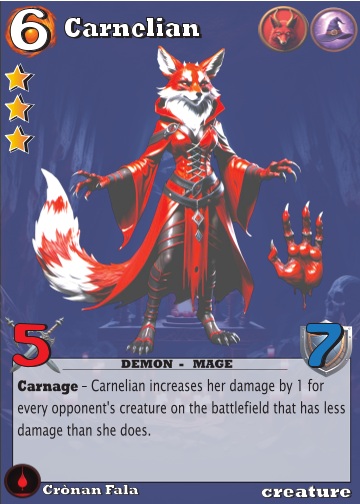 6 Carnelian
5 7
DEMON - MAGE
Carnage - Carnelian increases her damage by 1 for
every opponent's creature on the battlefield that has less
damage than she does.
Crònan Fala creature